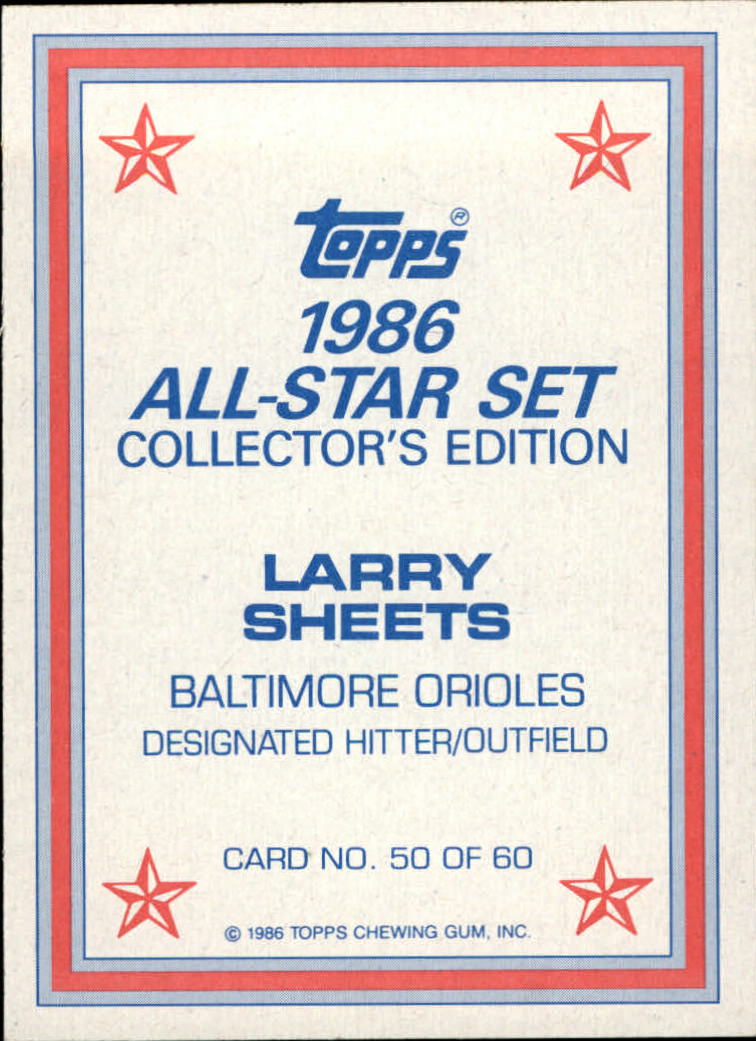 topps®
1986
ALL-STAR SET
COLLECTOR'S EDITION
LARRY
SHEETS
BALTIMORE ORIOLES
DESIGNATED HITTER/OUTFIELD
CARD NO. 50 OF 60
© 1986 TOPPS CHEWING GUM, INC.